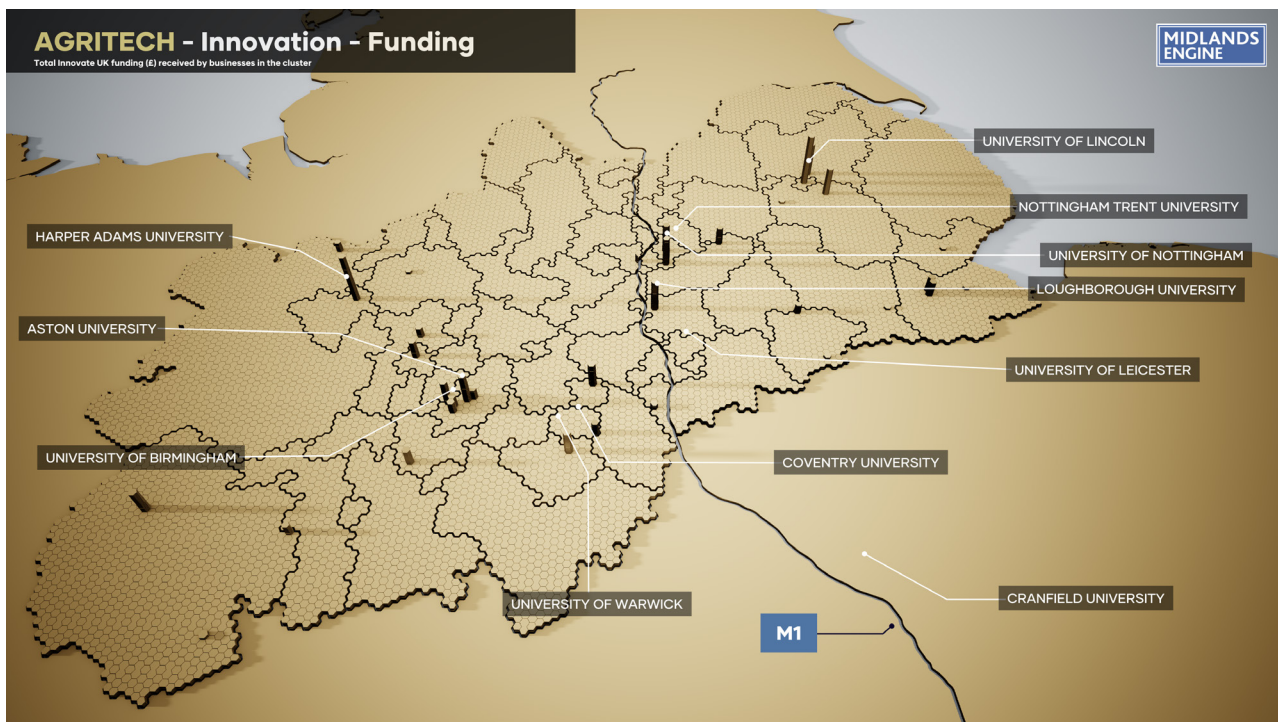 AGRITECH - Innovation - Funding
Total Innovate UK funding (£) received by businesses in the cluster
MIDLANDS
ENGINE
UNIVERSITY OF LINCOLN
NOTTINGHAM TRENT UNIVERSITY
HARPER ADAMS UNIVERSITY
UNIVERSITY OF NOTTINGHAM
LOUGHBOROUGH UNIVERSITY
ASTON UNIVERSITY
UNIVERSITY OF LEICESTER
UNIVERSITY OF BIRMINGHAM
COVENTRY UNIVERSITY
CRANFIELD UNIVERSITY
UNIVERSITY OF WARWICK
M1